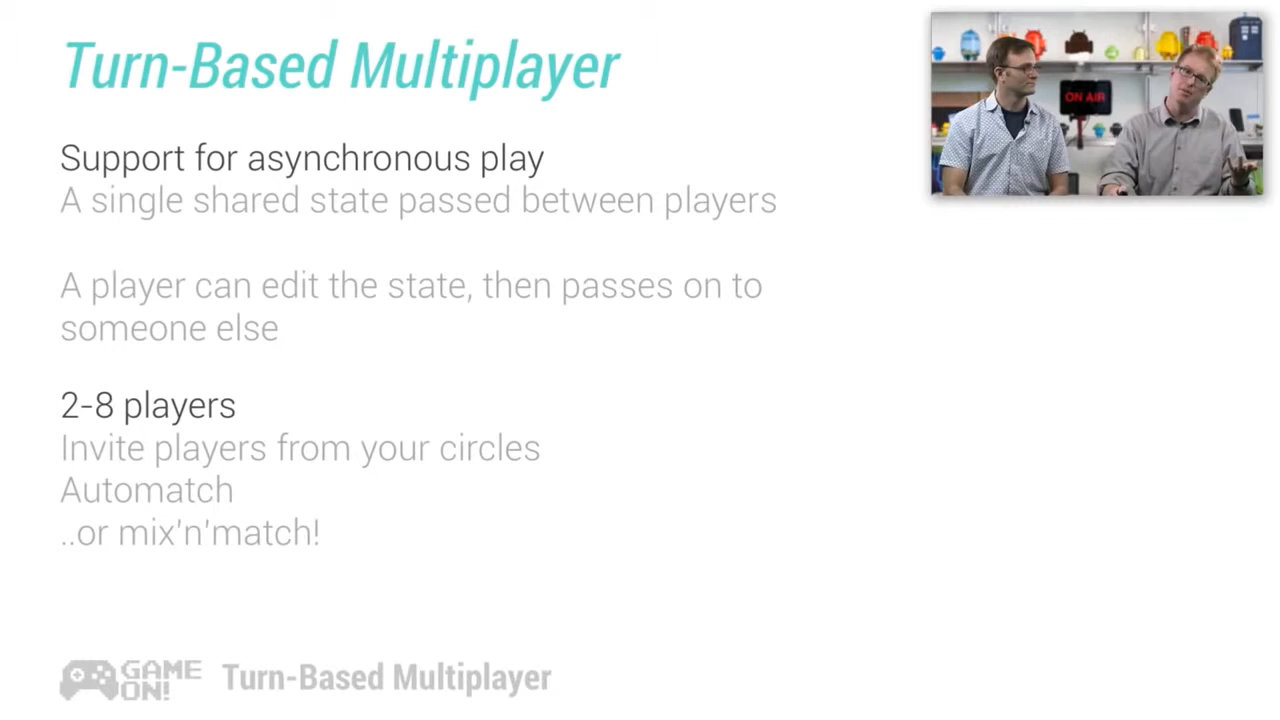 Turn-Based Multiplayer
ON AIR
Support for asynchronous play
A single shared state passed between players
A player can edit the state, then passes on to
someone else
2-8 players
Invite players from your circles
Automatch
..or mix'n'match!
GAME
ON!
Turn-Based Multiplayer